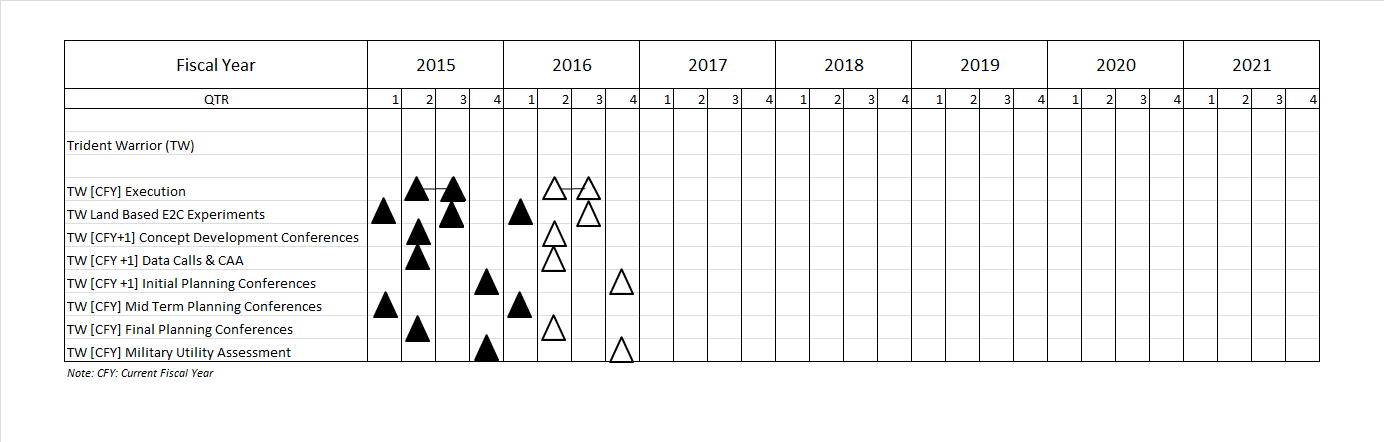 Fiscal Year 2015 2016 2017 2018 2019 2020 2021
QTR 1 2 3 4 1 2 3 4 1 2 3 4 1 2 3 4 1 2 3 4 1 2 3 4 1 2 3 4
Trident Warrior (TW)
TW [CFY] Execution
TW Land Based E2C Experiments
TW [CFY+1] Concept Development Conferences
TW [CFY +1] Data Calls & CAA
TW [CFY +1] Initial Planning Conferences
TW [CFY] Mid Term Planning Conferences
TW [CFY] Final Planning Conferences
TW [CFY] Military Utility Assessment
Note: CFY: Current Fiscal Year